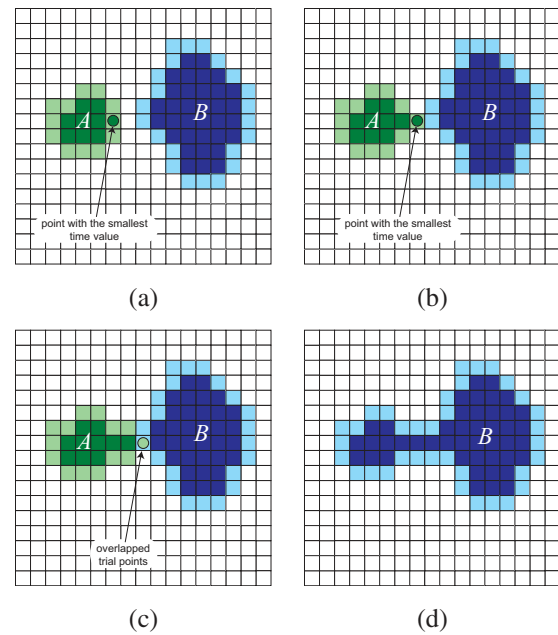 A
B
point with the smallest
time value
(a)
A
B
point with the smallest
time value
(b)
A
B
overlapped
trial points
(c)
B
(d)